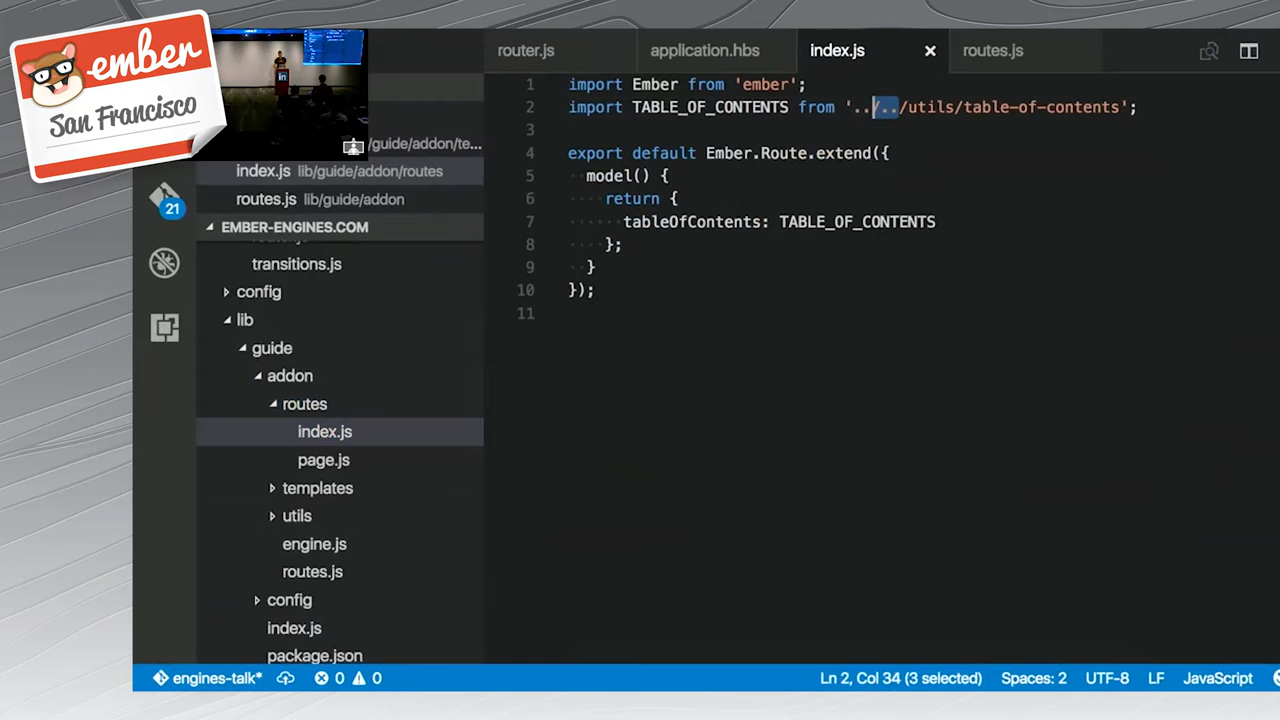 ember
San Francisco
in
router.js
application.hbs
index.js
routes.js
/guide/addon/te...
index.js lib/guide/addon/routes
routes.js lib/guide/addon
21
EMBER-ENGINES.COM
transitions.js
config
lib
guide
addon
routes
index.js
page.js
templates
utils
engine.js
routes.js
config
index.js
package.json
1 import Ember from 'ember';
2 import TABLE_OF_CONTENTS from '../../utils/table-of-contents';
3
4 export default Ember.Route.extend({
5 model() {
6 return {
7 tableOfContents: TABLE_OF_CONTENTS
8 };
9 }
10 });
11
engines-talk* 0 0 Ln 2, Col 34 (3 selected) Spaces: 2 UTF-8 LF JavaScript